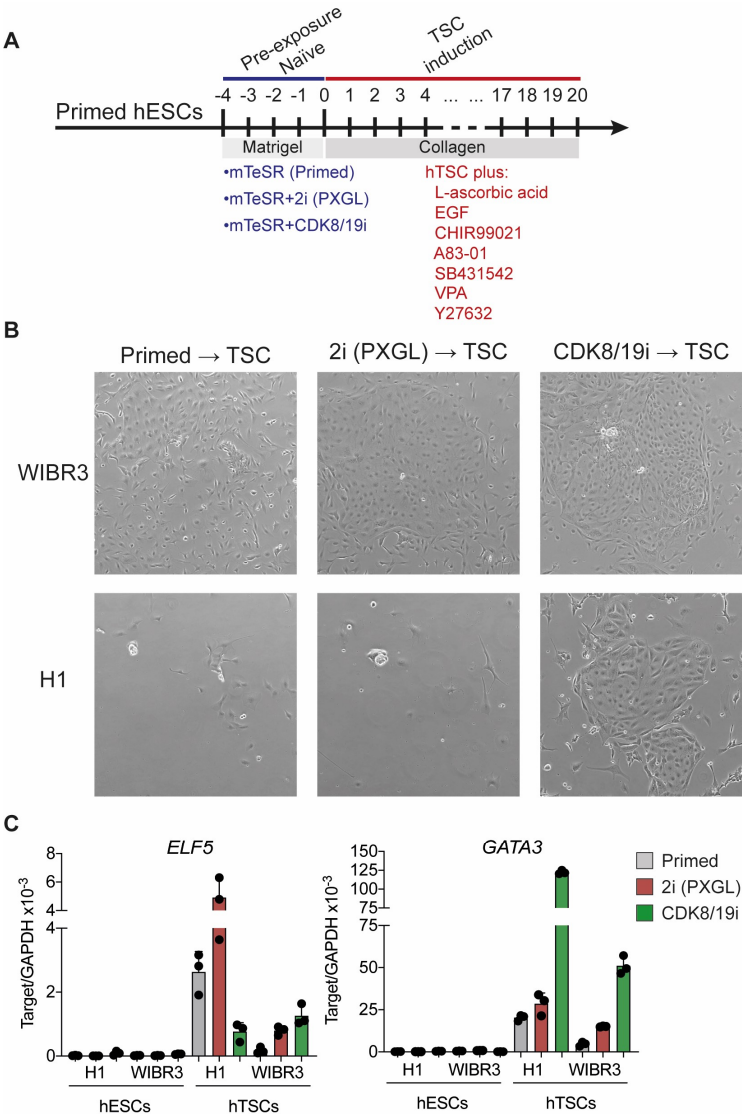 A
Pre-exposure
Naïve
TSC
induction
-4 -3 -2 -1 0 1 2 3 4 ... ... 17 18 19 20
Primed hESCs
Matrigel Collagen
•mTeSR (Primed)
•mTeSR+2i (PXGL)
•mTeSR+CDK8/19i
hTSC plus:
L-ascorbic acid
EGF
CHIR99021
A83-01
SB431542
VPA
Y27632
B
Primed → TSC 2i (PXGL) → TSC CDK8/19i → TSC
WIBR3
H1
C
ELF5
Target/GAPDH x10⁻³
8
6
4
4
2
0
H1 WIBR3 H1 WIBR3
hESCs hTSCs
GATA3
Target/GAPDH x10⁻³
150
125
100
75
50
25
0
H1 WIBR3 H1 WIBR3
hESCs hTSCs
Primed
2i (PXGL)
CDK8/19i